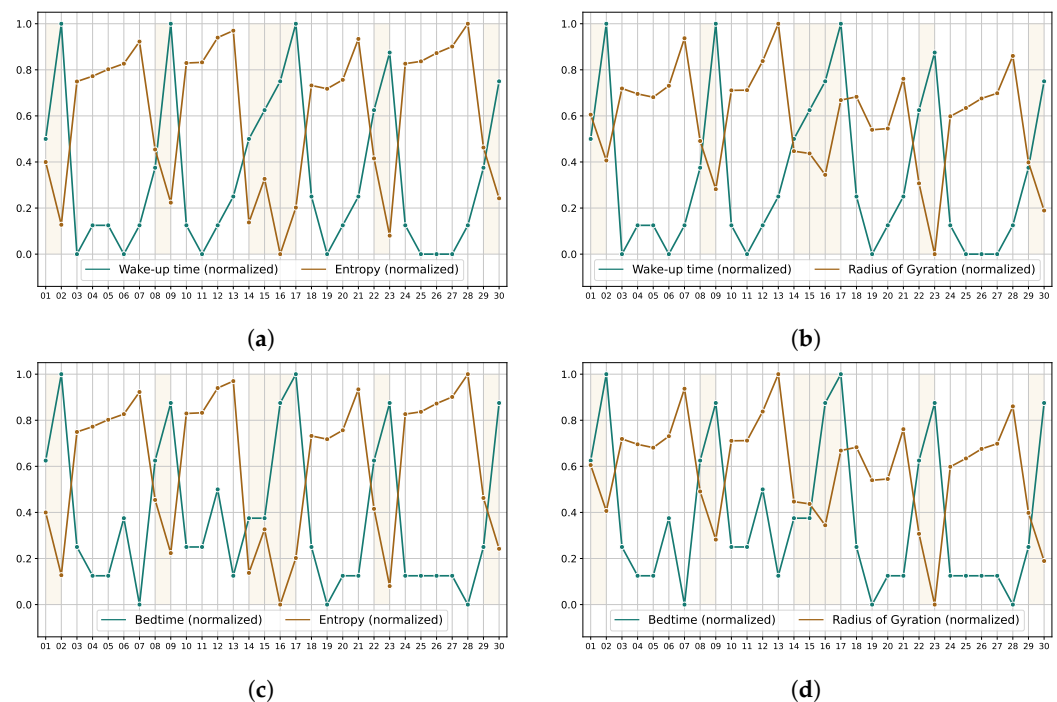 1.0
0.8
0.6
0.4
0.2
0.0
Wake-up time (normalized) Entropy (normalized)
01 02 03 04 05 06 07 08 09 10 11 12 13 14 15 16 17 18 19 20 21 22 23 24 25 26 27 28 29 30
(a)
1.0
0.8
0.6
0.4
0.2
0.0
Wake-up time (normalized) Radius of Gyration (normalized)
01 02 03 04 05 06 07 08 09 10 11 12 13 14 15 16 17 18 19 20 21 22 23 24 25 26 27 28 29 30
(b)
1.0
0.8
0.6
0.4
0.2
0.0
Bedtime (normalized) Entropy (normalized)
01 02 03 04 05 06 07 08 09 10 11 12 13 14 15 16 17 18 19 20 21 22 23 24 25 26 27 28 29 30
(c)
1.0
0.8
0.6
0.4
0.2
0.0
Bedtime (normalized) Radius of Gyration (normalized)
01 02 03 04 05 06 07 08 09 10 11 12 13 14 15 16 17 18 19 20 21 22 23 24 25 26 27 28 29 30
(d)